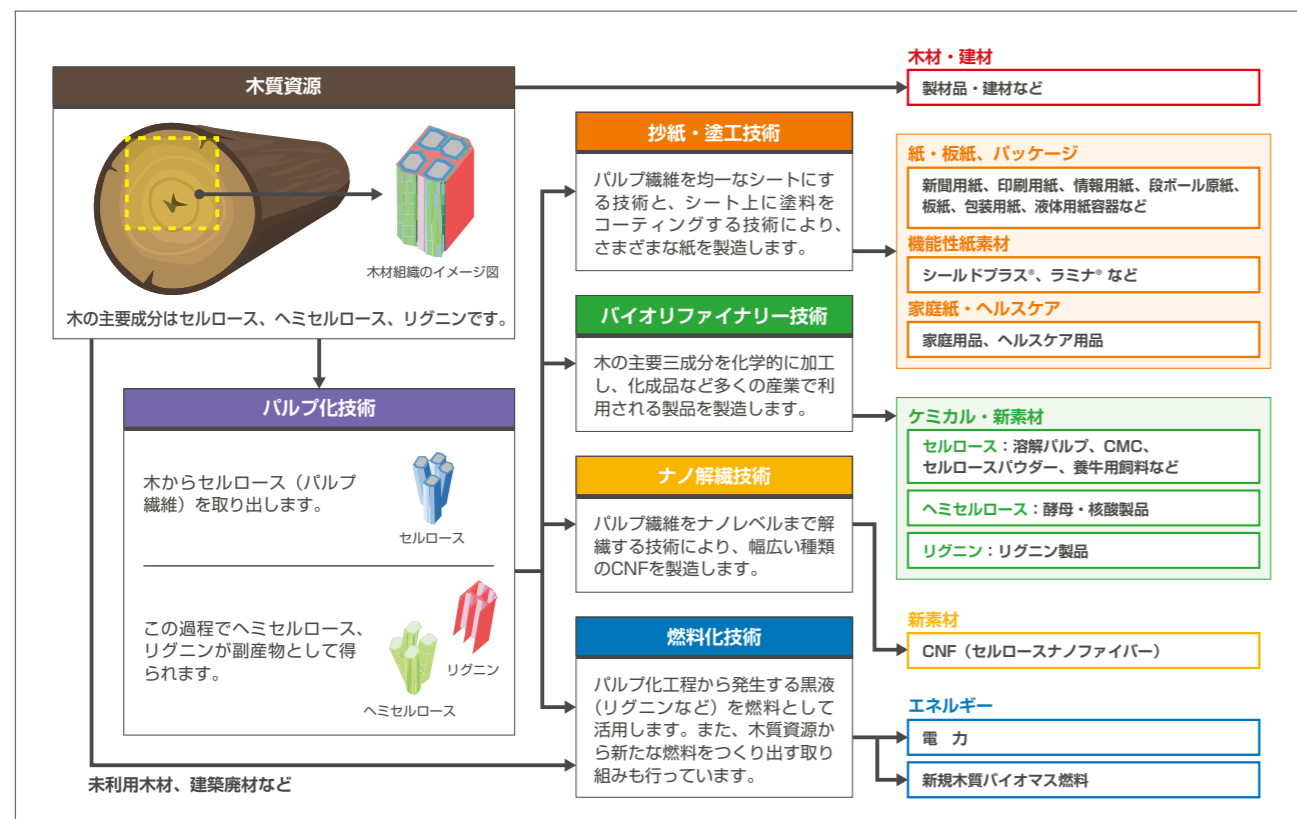 木質資源
木材組織のイメージ図
木の主要成分はセルロース、ヘミセルロース、リグニンです。
パルプ化技術
木からセルロース（パルプ
繊維）を取り出します。
セルロース
この過程でヘミセルロース、
リグニンが副産物として得
られます。
リグニン
ヘミセルロース
未利用木材、建築廃材など
抄紙・塗工技術
パルプ繊維を均一なシートにす
る技術と、シート上に塗料を
コーティングする技術により、
さまざまな紙を製造します。
バイオリファイナリー技術
木の主要三成分を化学的に加工
し、化成品など多くの産業で利
用される製品を製造します。
ナノ解繊技術
パルプ繊維をナノレベルまで解
繊する技術により、幅広い種類
のCNFを製造します。
燃料化技術
パルプ化工程から発生する黒液
（リグニンなど）を燃料として
活用します。また、木質資源か
ら新たな燃料をつくり出す取り
組みも行っています。
木材・建材
製材品・建材など
紙・板紙、パッケージ
新聞用紙、印刷用紙、情報用紙、段ボール原紙、
板紙、包装用紙、液体用紙容器など
機能性紙素材
シールドプラス®、ラミナ® など
家庭紙・ヘルスケア
家庭用品、ヘルスケア用品
ケミカル・新素材
セルロース：溶解パルプ、CMC、
セルロースパウダー、養牛用飼料など
ヘミセルロース：酵母・核酸製品
リグニン：リグニン製品
新素材
CNF（セルロースナノファイバー）
エネルギー
電　力
新規木質バイオマス燃料